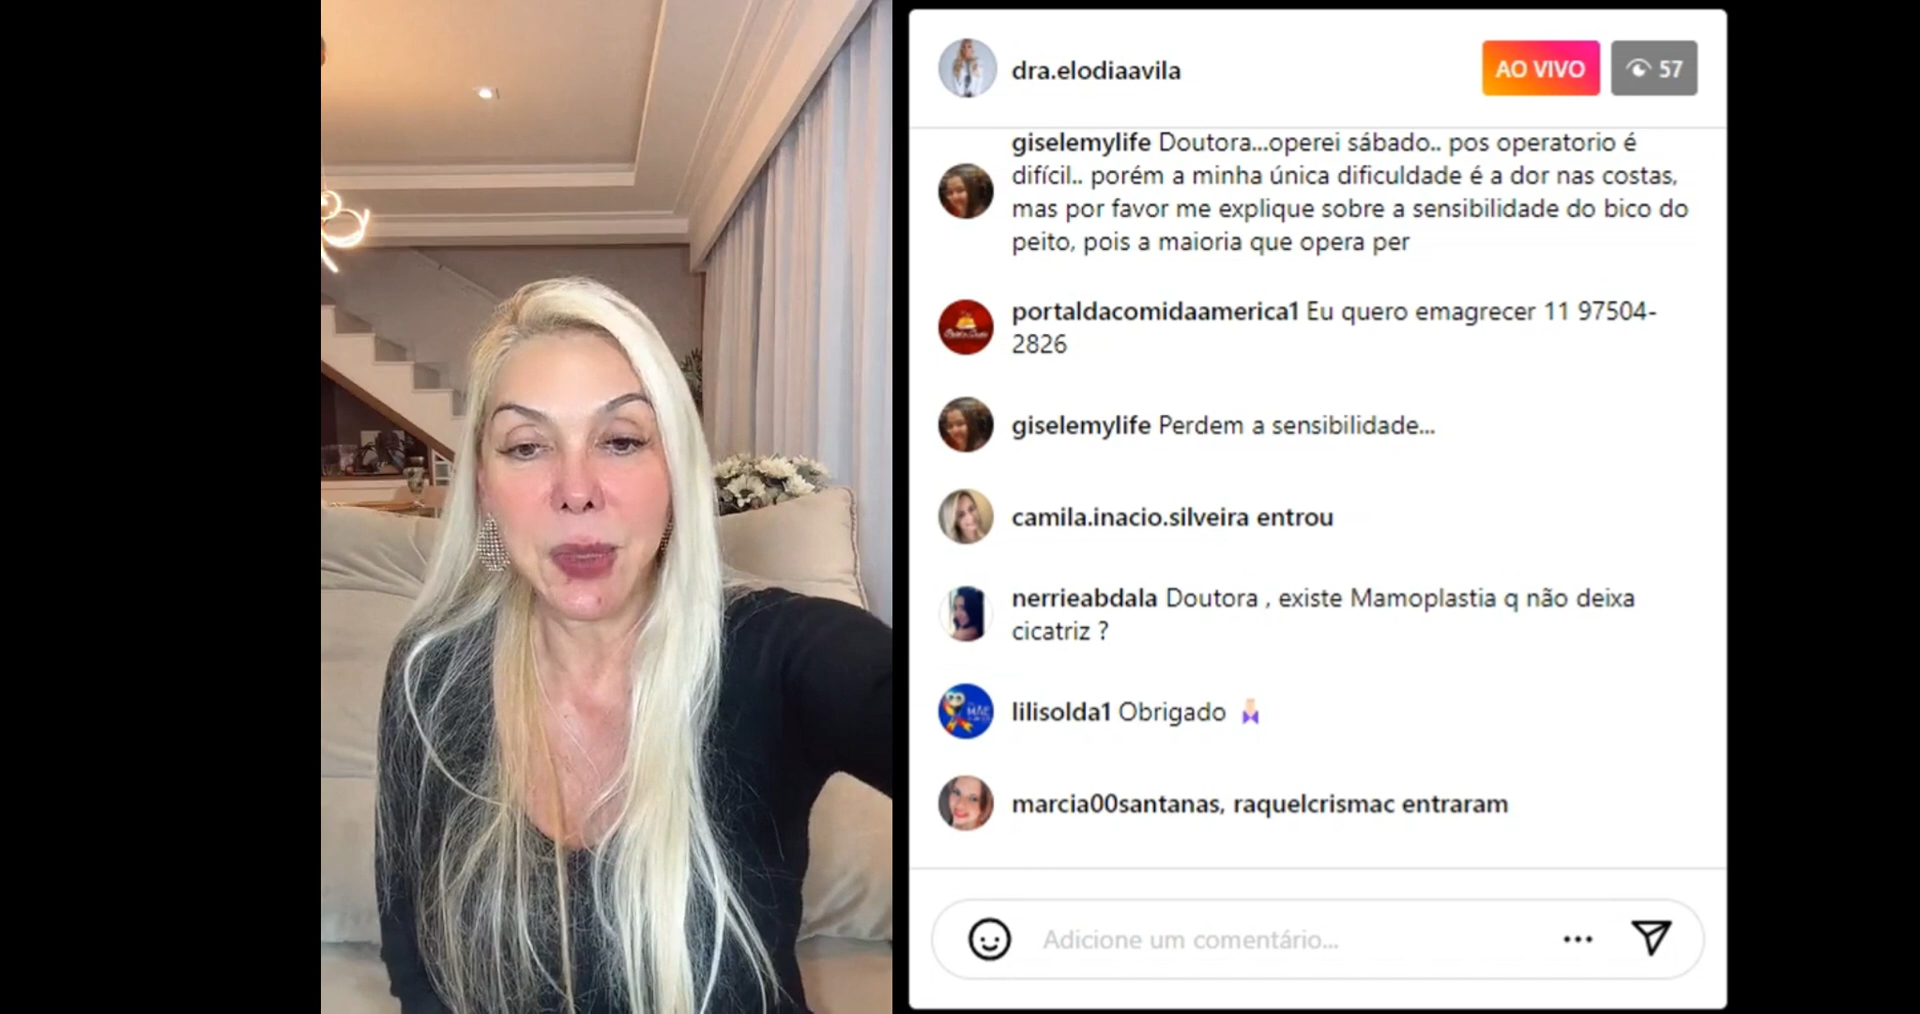 dra.elodiaavila
AO VIVO
57
giselemylife Doutora...operei sábado.. pos operatorio é
difícil.. porém a minha única dificuldade é a dor nas costas,
mas por favor me explique sobre a sensibilidade do bico do
peito, pois a maioria que opera per
portaldacomidaamerica1 Eu quero emagrecer 11 97504-
2826
giselemylife Perdem a sensibilidade...
camila.inacio.silveira entrou
nerrieabdala Doutora , existe Mamoplastia q não deixa
cicatriz ?
lilisolda1 Obrigado
marcia00santanas, raquelcrismac entraram
Adicione um comentário...